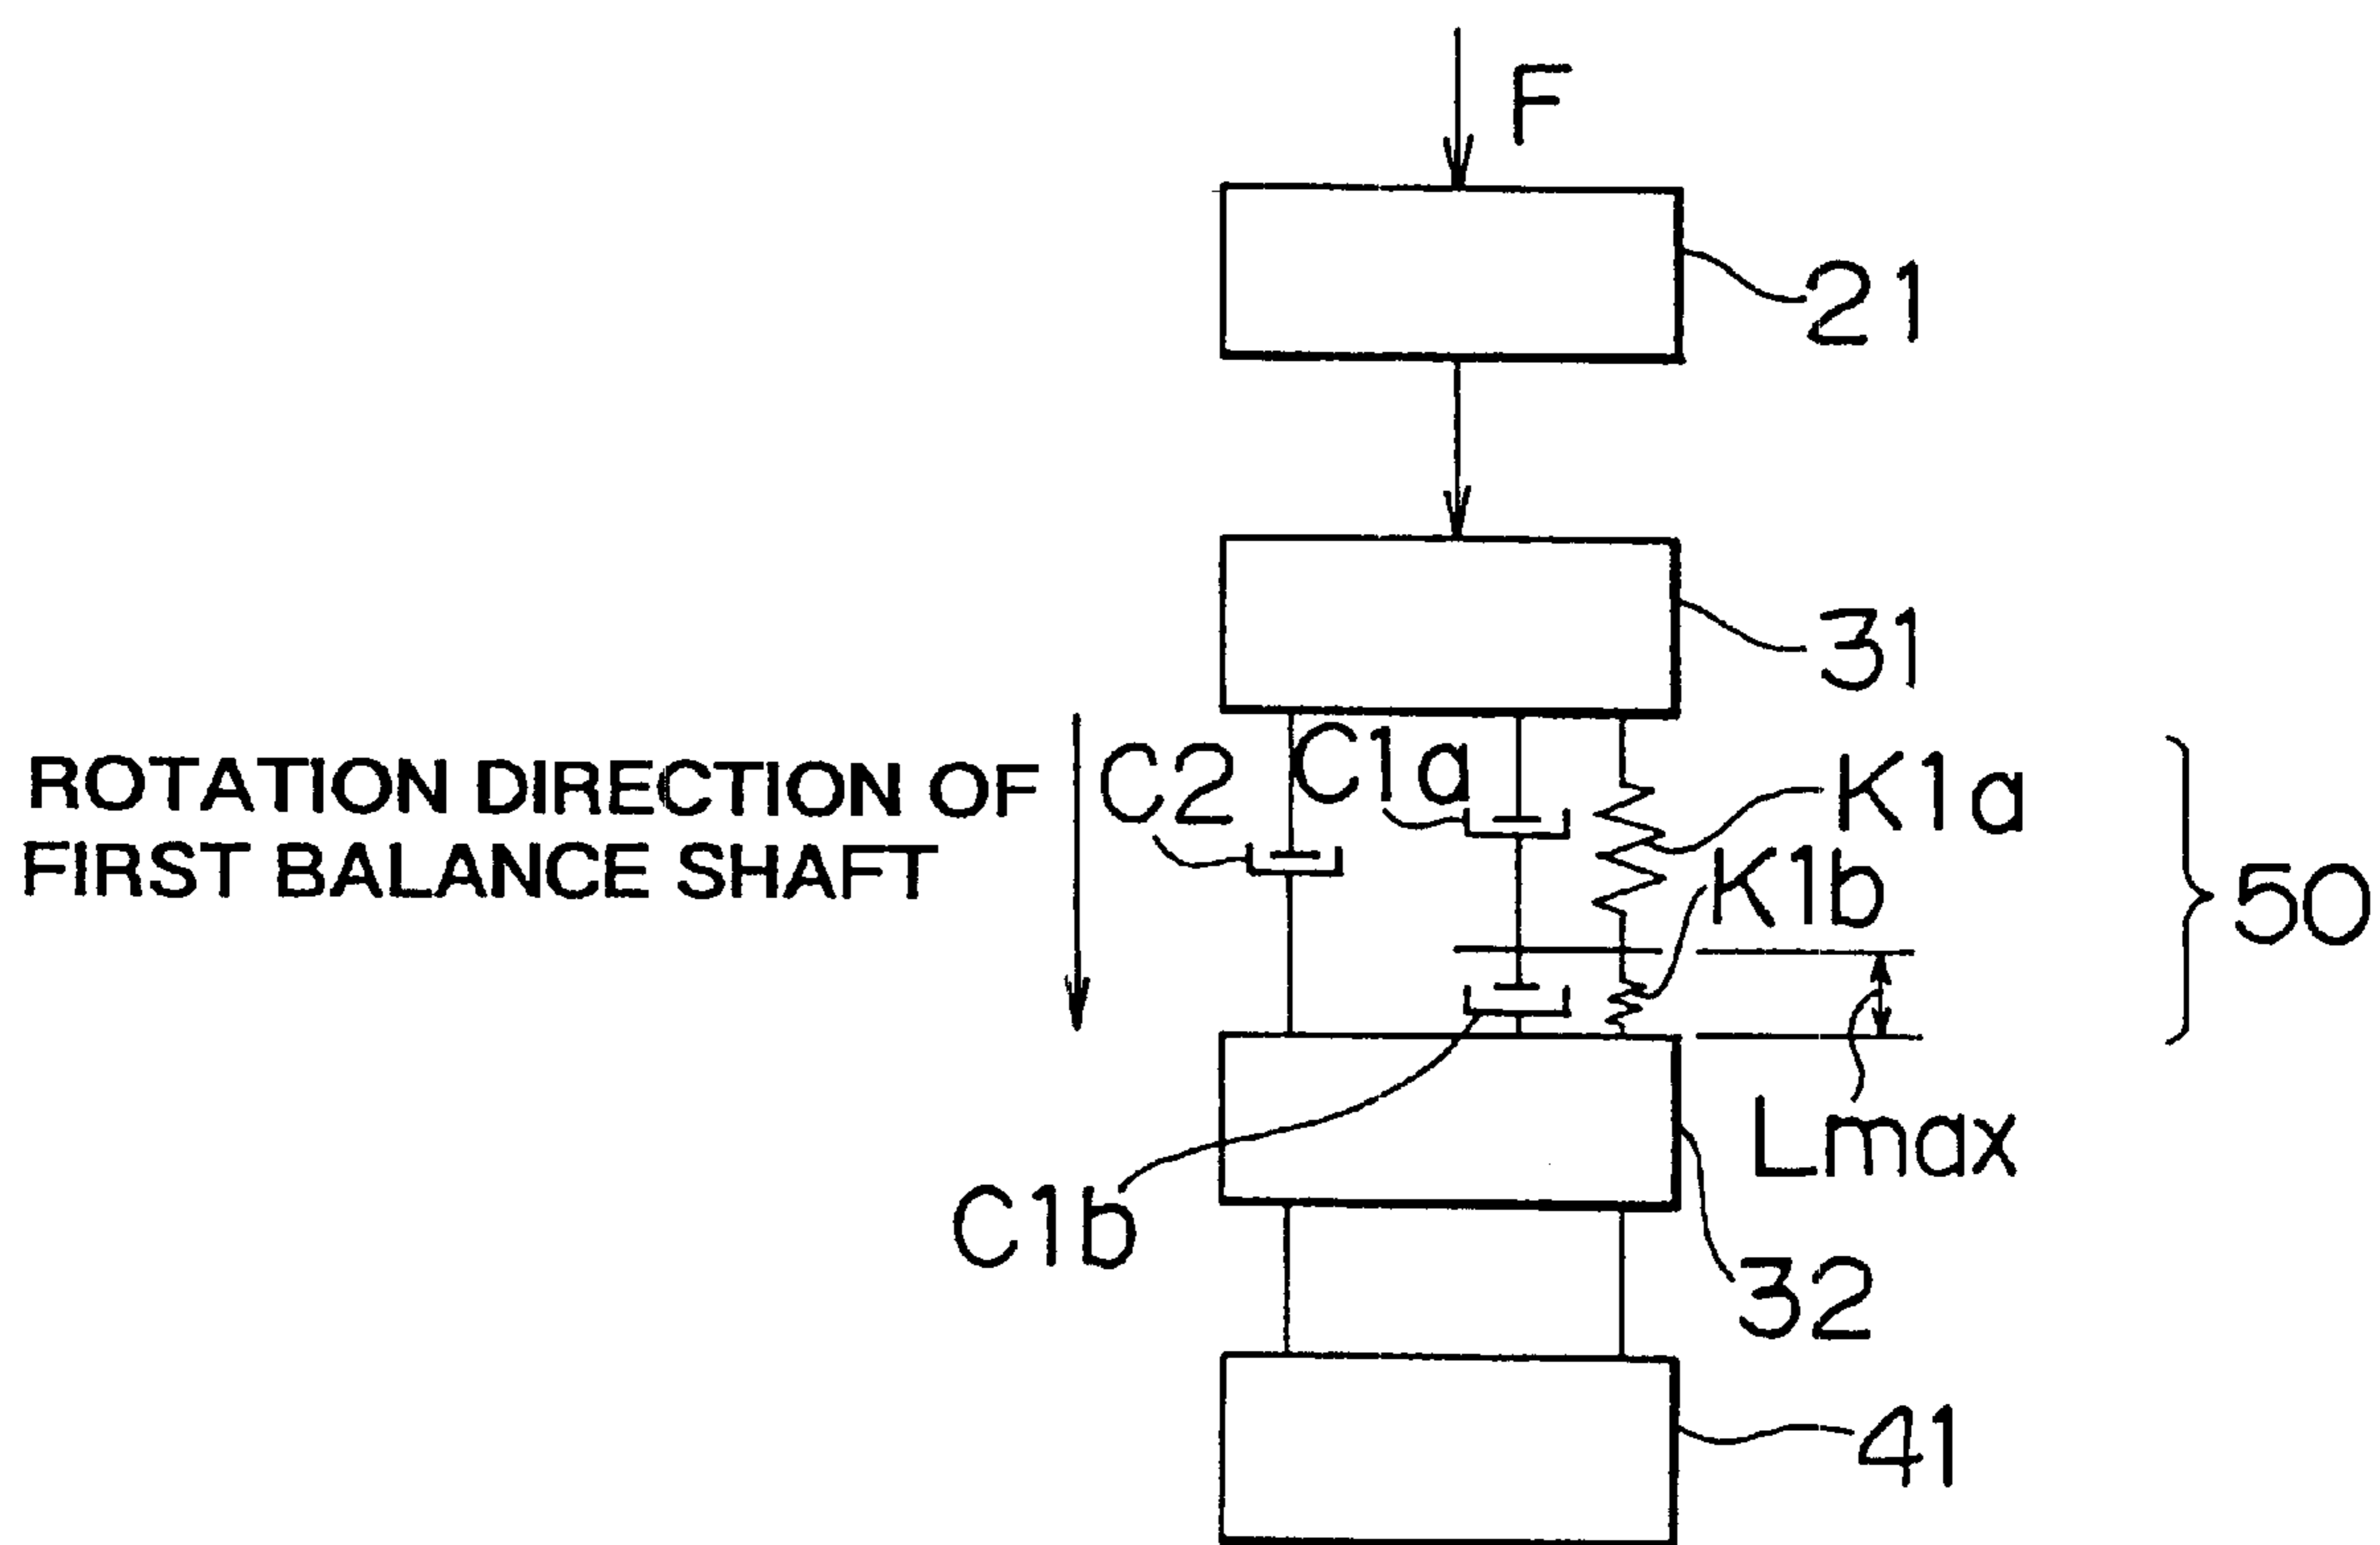 F
21
31
ROTATION DIRECTION OF
FIRST BALANCE SHAFT
C2
C1a
K1a
K1b
50
Lmax
C1b
32
41